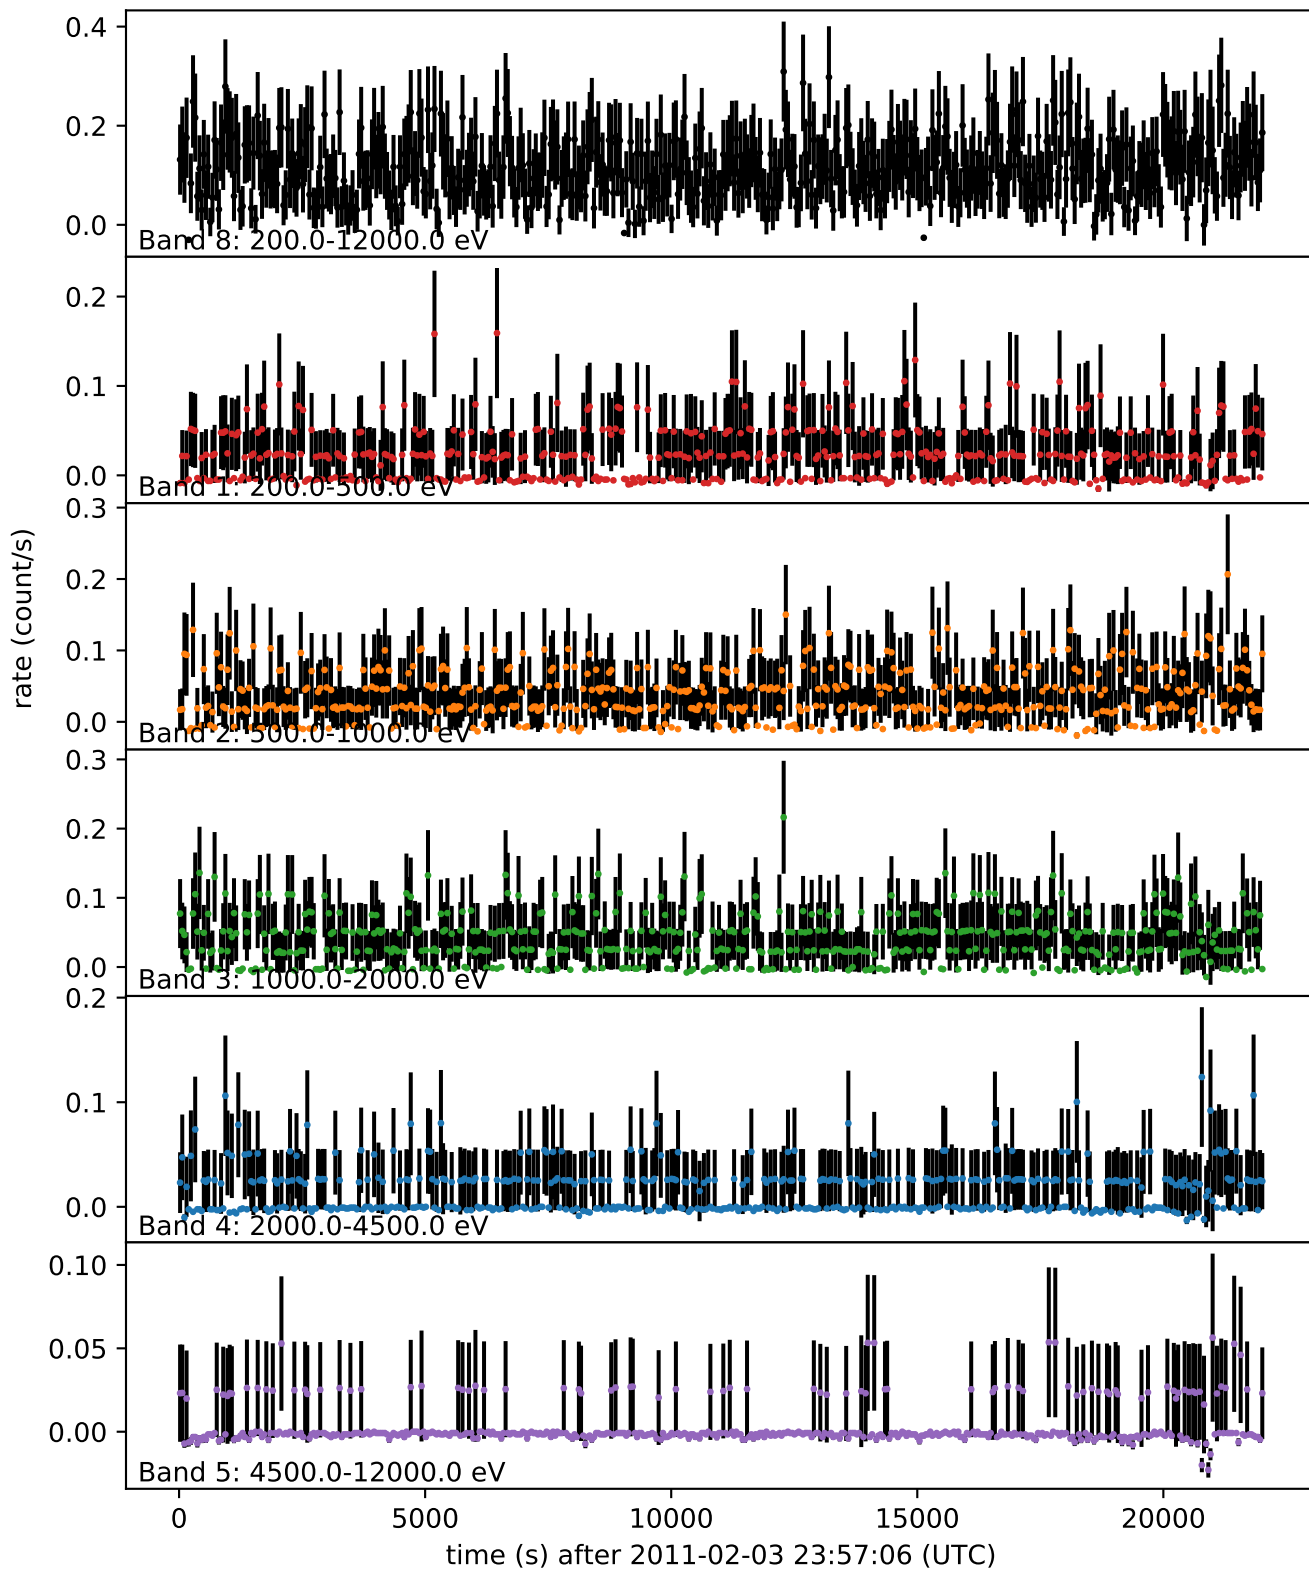 0.4
0.2
0.0
Band 8: 200.0-12000.0 eV
0.2
0.1
0.0
Band 1: 200.0-500.0 eV
0.3
0.2
0.1
0.0
Band 2: 500.0-1000.0 eV
rate (count/s)
0.3
0.2
0.1
0.0
Band 3: 1000.0-2000.0 eV
0.2
0.1
0.0
Band 4: 2000.0-4500.0 eV
0.10
0.05
0.00
Band 5: 4500.0-12000.0 eV
0 5000 10000 15000 20000
time (s) after 2011-02-03 23:57:06 (UTC)